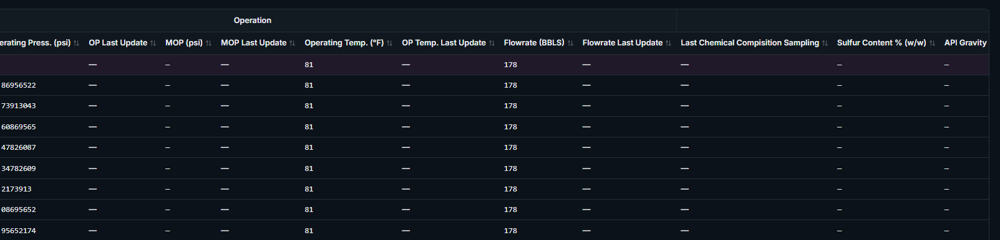 Operation
erating Press. (psi) OP Last Update MOP (psi) MOP Last Update Operating Temp. (°F) OP Temp. Last Update Flowrate (BBLS) Flowrate Last Update Last Chemical Compisition Sampling Sulfur Content % (w/w) API Gravity
— – — 81 — 178 — — – –
86956522 — – — 81 — 178 — — – –
73913043 — – — 81 — 178 — — – –
60869565 — – — 81 — 178 — — – –
47826087 — – — 81 — 178 — — – –
34782609 — – — 81 — 178 — — – –
2173913 — – — 81 — 178 — — – –
08695652 — – — 81 — 178 — — – –
95652174 — – — 81 — 178 — — – –